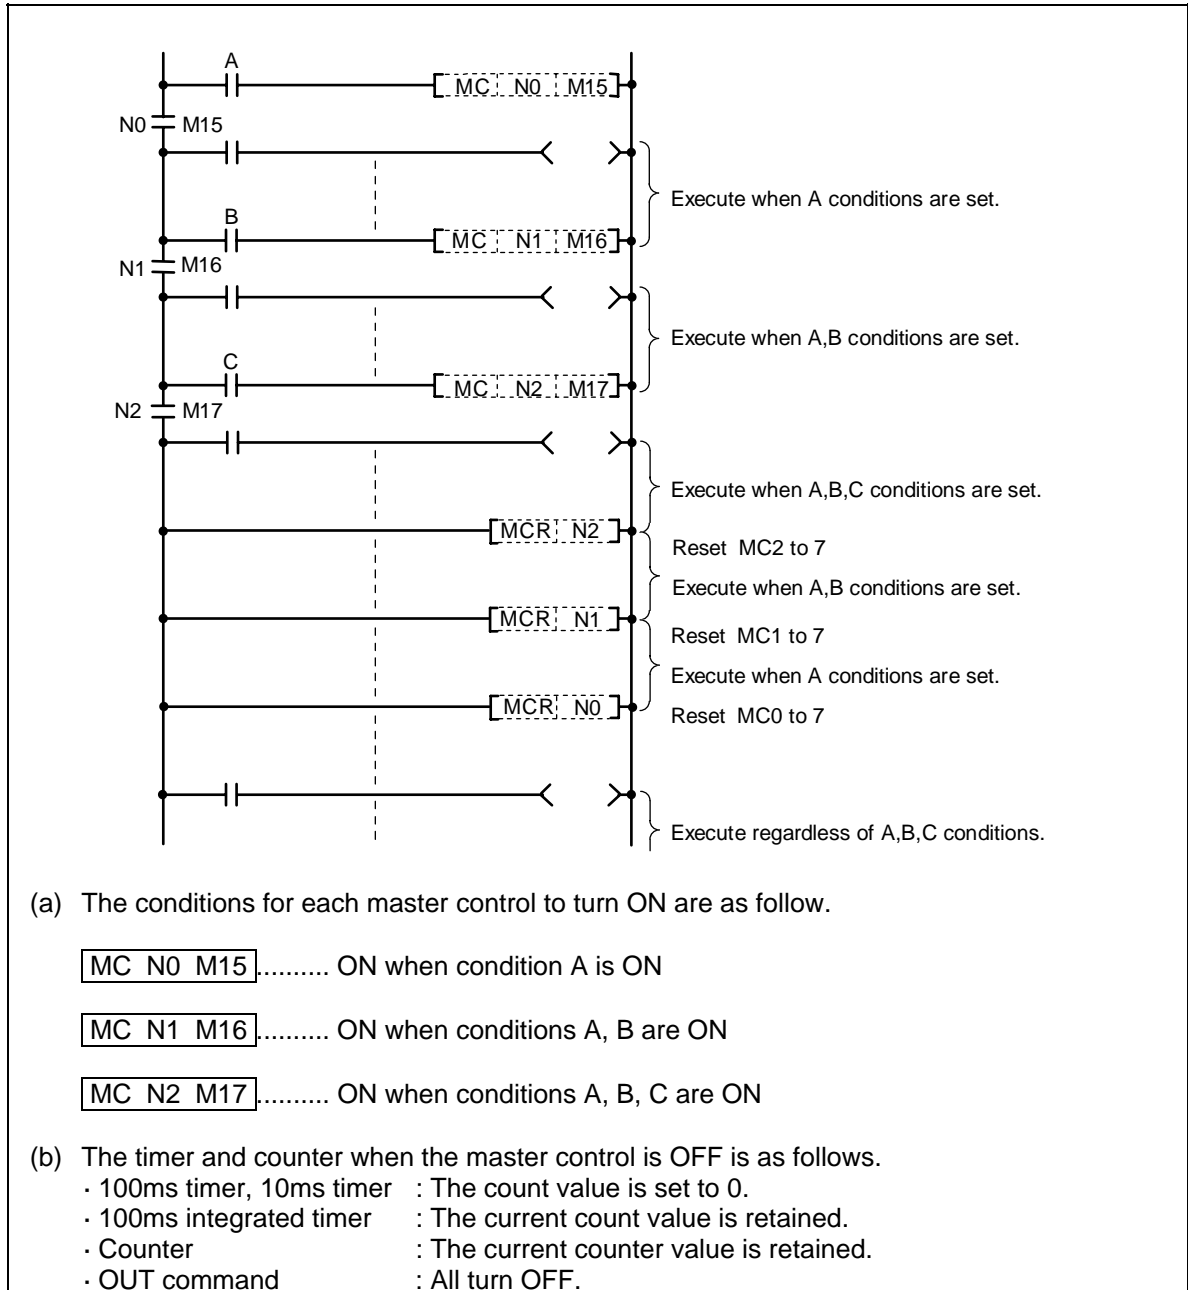 A
MC N0 M15
N0 M15
Execute when A conditions are set.
B
MC N1 M16
N1 M16
Execute when A,B conditions are set.
C
MC N2 M17
N2 M17
Execute when A,B,C conditions are set.
MCR N2
Reset MC2 to 7
Execute when A,B conditions are set.
MCR N1
Reset MC1 to 7
Execute when A conditions are set.
MCR N0
Reset MC0 to 7
Execute regardless of A,B,C conditions.
(a) The conditions for each master control to turn ON are as follow.
MC N0 M15 .......... ON when condition A is ON
MC N1 M16 .......... ON when conditions A, B are ON
MC N2 M17 .......... ON when conditions A, B, C are ON
(b) The timer and counter when the master control is OFF is as follows.
· 100ms timer, 10ms timer : The count value is set to 0.
· 100ms integrated timer : The current count value is retained.
· Counter : The current counter value is retained.
· OUT command : All turn OFF.